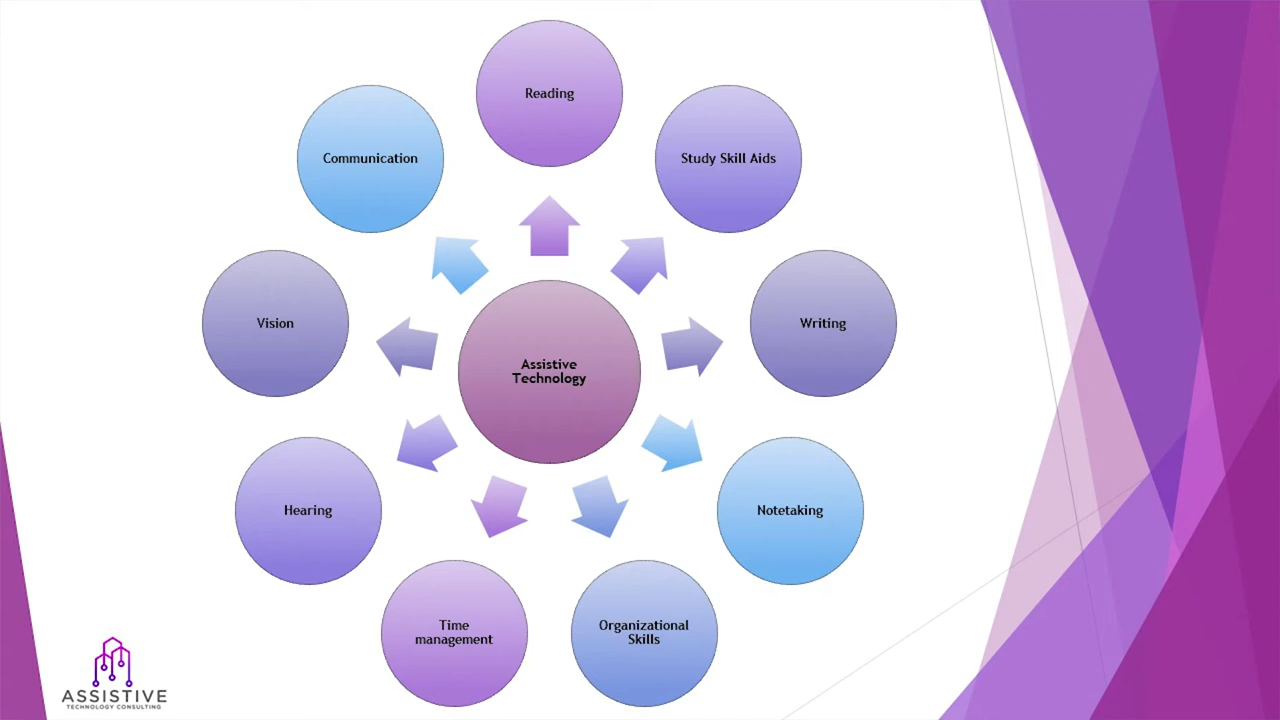 Reading
Study Skill Aids
Writing
Notetaking
Organizational
Skills
Time
management
Hearing
Vision
Communication
Assistive
Technology
ASSISTIVE
TECHNOLOGY CONSULTING